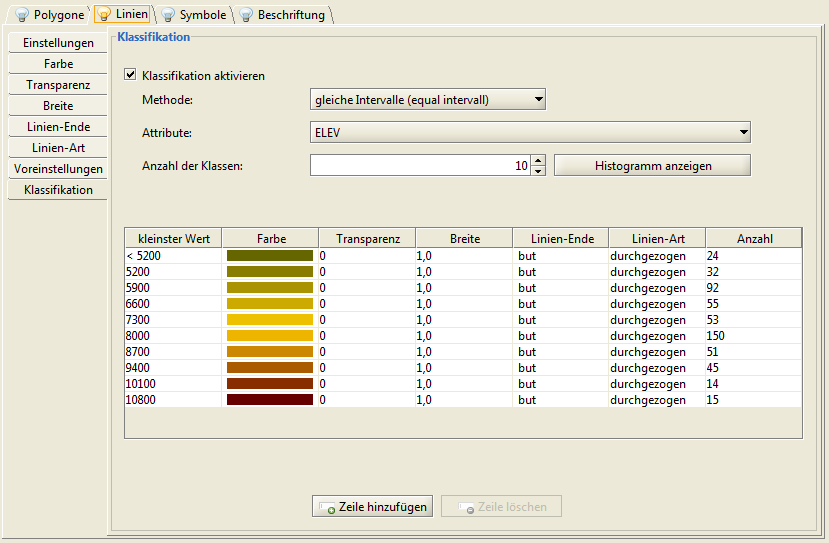 Polygone Linien Symbole Beschriftung
Einstellungen
Farbe
Transparenz
Breite
Linien-Ende
Linien-Art
Voreinstellungen
Klassifikation
Klassifikation
Klassifikation aktivieren
Methode: gleiche Intervalle (equal intervall)
Attribute: ELEV
Anzahl der Klassen: 10 Histogramm anzeigen
kleinster Wert Farbe Transparenz Breite Linien-Ende Linien-Art Anzahl
< 5200 0 1,0 but durchgezogen 24
5200 0 1,0 but durchgezogen 32
5900 0 1,0 but durchgezogen 92
6600 0 1,0 but durchgezogen 55
7300 0 1,0 but durchgezogen 53
8000 0 1,0 but durchgezogen 150
8700 0 1,0 but durchgezogen 51
9400 0 1,0 but durchgezogen 45
10100 0 1,0 but durchgezogen 14
10800 0 1,0 but durchgezogen 15
Zeile hinzufügen Zeile löschen